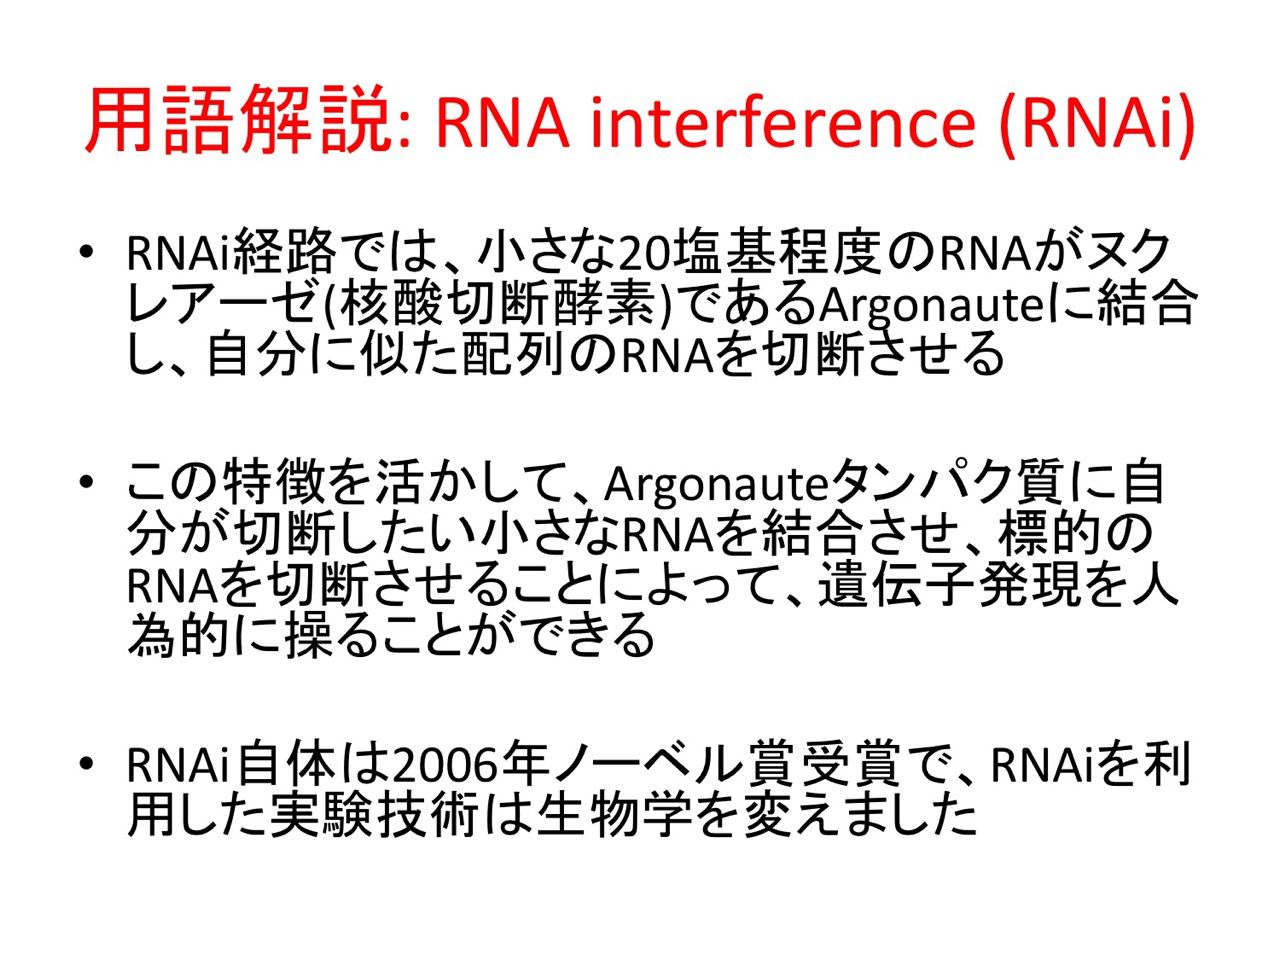 用語解説: RNA interference (RNAi)
• RNAi経路では、小さな20塩基程度のRNAがヌク
レアーゼ(核酸切断酵素)であるArgonauteに結合
し、自分に似た配列のRNAを切断させる
• この特徴を活かして、Argonauteタンパク質に自
分が切断したい小さなRNAを結合させ、標的の
RNAを切断させることによって、遺伝子発現を人
為的に操ることができる
• RNAi自体は2006年ノーベル賞受賞で、RNAiを利
用した実験技術は生物学を変えました